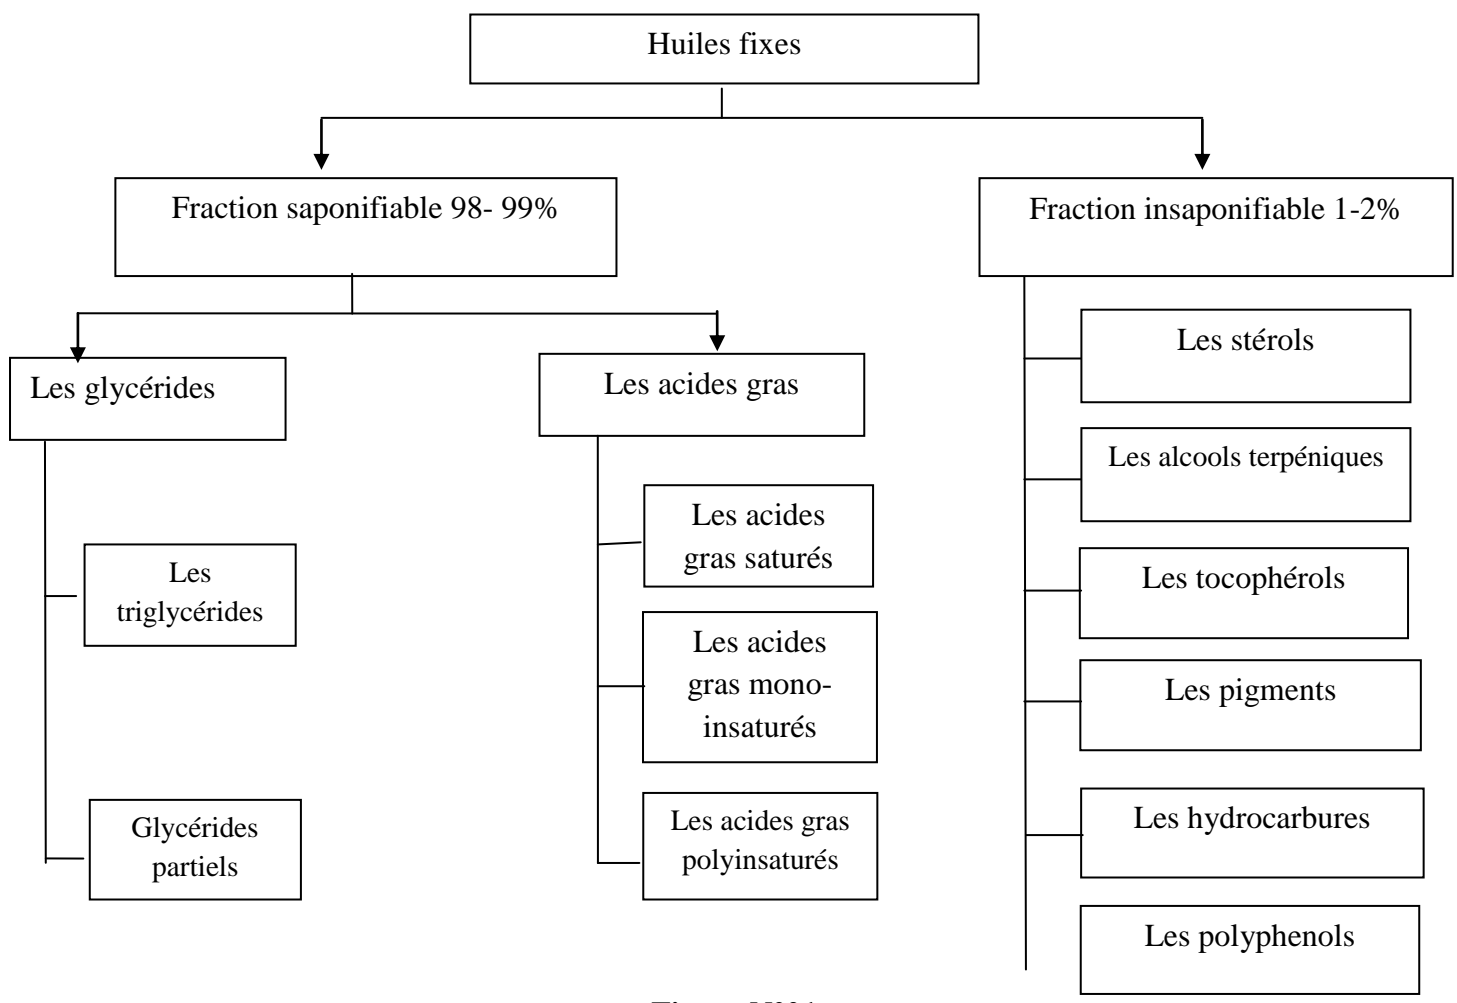 Huiles fixes
Fraction saponifiable 98- 99%
Fraction insaponifiable 1-2%
Les glycérides
Les acides gras
Les
triglycérides
Glycérides
partiels
Les acides
gras saturés
Les acides
gras mono-
insaturés
Les acides gras
polyinsaturés
Les stérols
Les alcools terpéniques
Les tocophérols
Les pigments
Les hydrocarbures
Les polyphenols